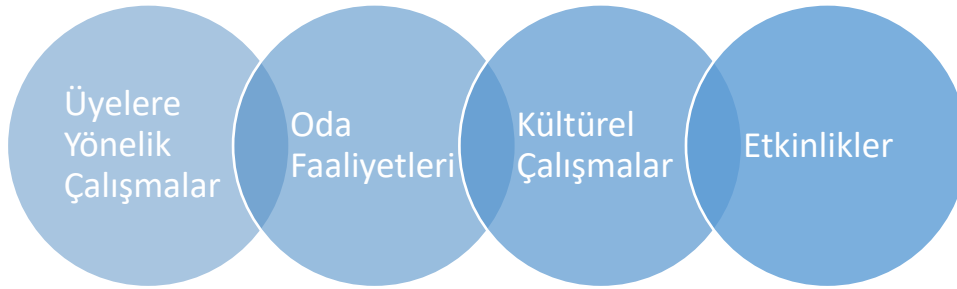 Üyelere
Yönelik
Çalışmalar
Oda
Faaliyetleri
Kültürel
Çalışmalar
Etkinlikler